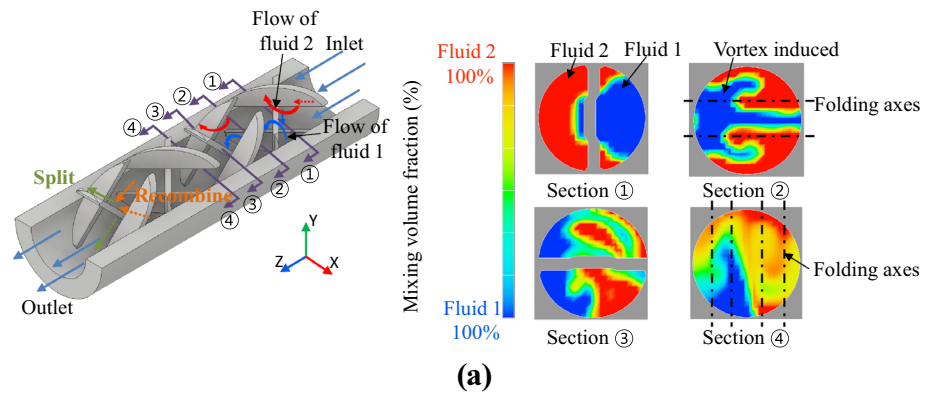 Flow of
fluid 2
Inlet
①
②
③
④
Flow of
fluid 1
Split
Recombine
①
②
③
④
Y
Z
X
Outlet
Mixing volume fraction (%)
Fluid 2
100%
Fluid 1
100%
Fluid 2
Fluid 1
Section ①
Vortex induced
Folding axes
Section ②
Section ③
Folding axes
Section ④
(a)